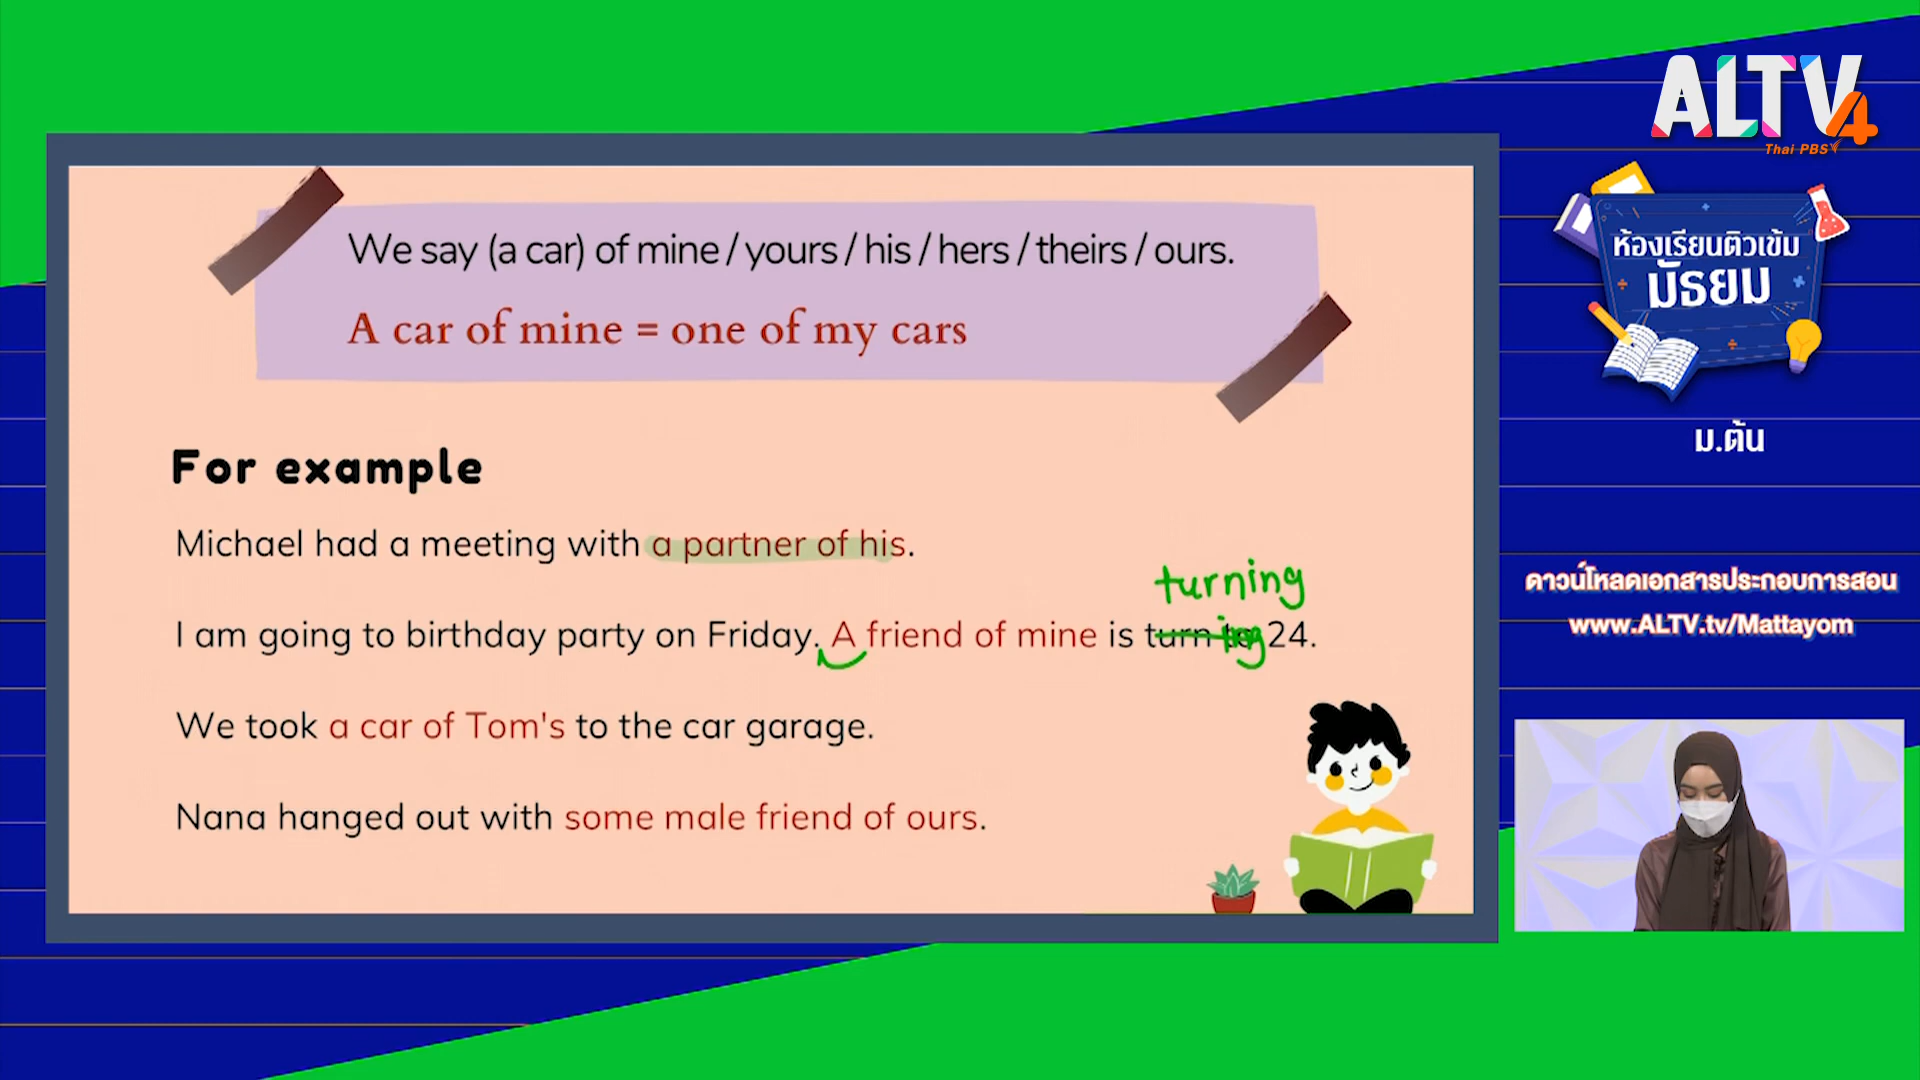 We say (a car) of mine / yours / his / hers / theirs / ours.
A car of mine = one of my cars
For example
Michael had a meeting with a partner of his.
turning
I am going to birthday party on Friday. A friend of mine is turn to ing 24.
We took a car of Tom's to the car garage.
Nana hanged out with some male friend of ours.
ALTV4
Thai PBS
ห้องเรียนติวเข้ม
มัธยม
ม.ต้น
ดาวน์โหลดเอกสารประกอบการสอน
www.ALTV.tv/Mattayom